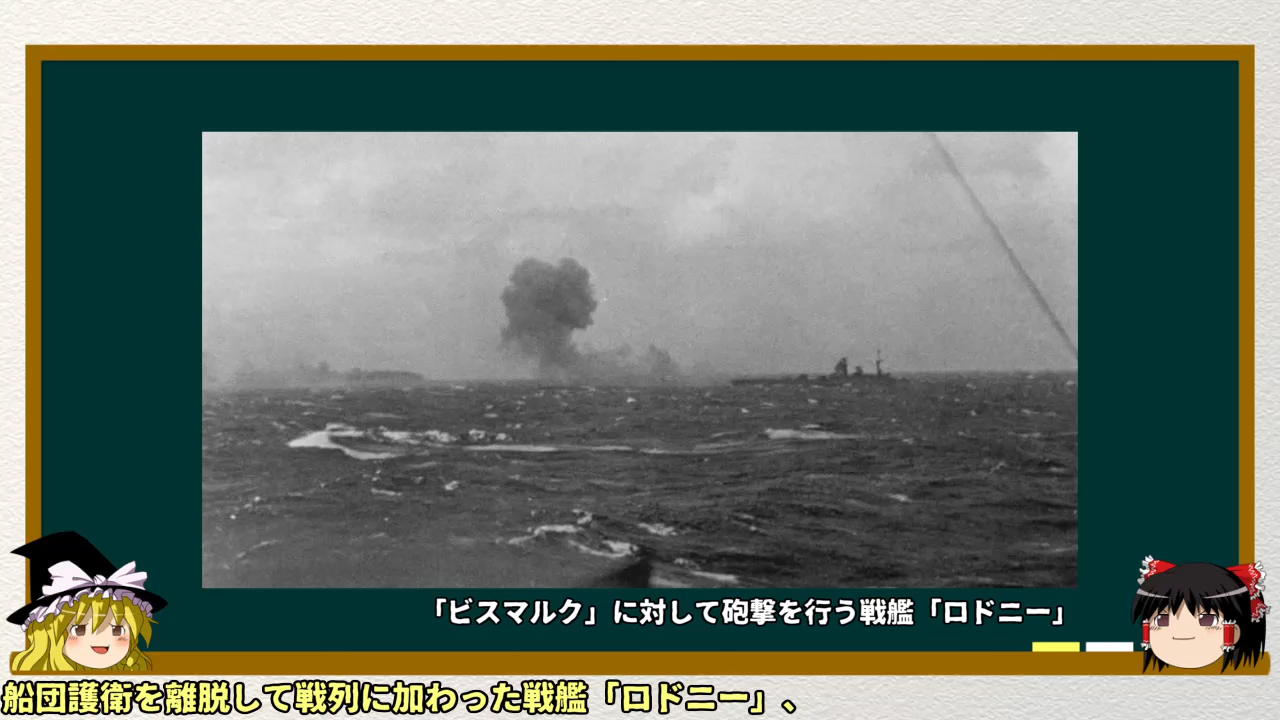 「ビスマルク」に対して砲撃を行う戦艦「ロドニー」
船団護衛を離脱して戦列に加わった戦艦「ロドニー」、